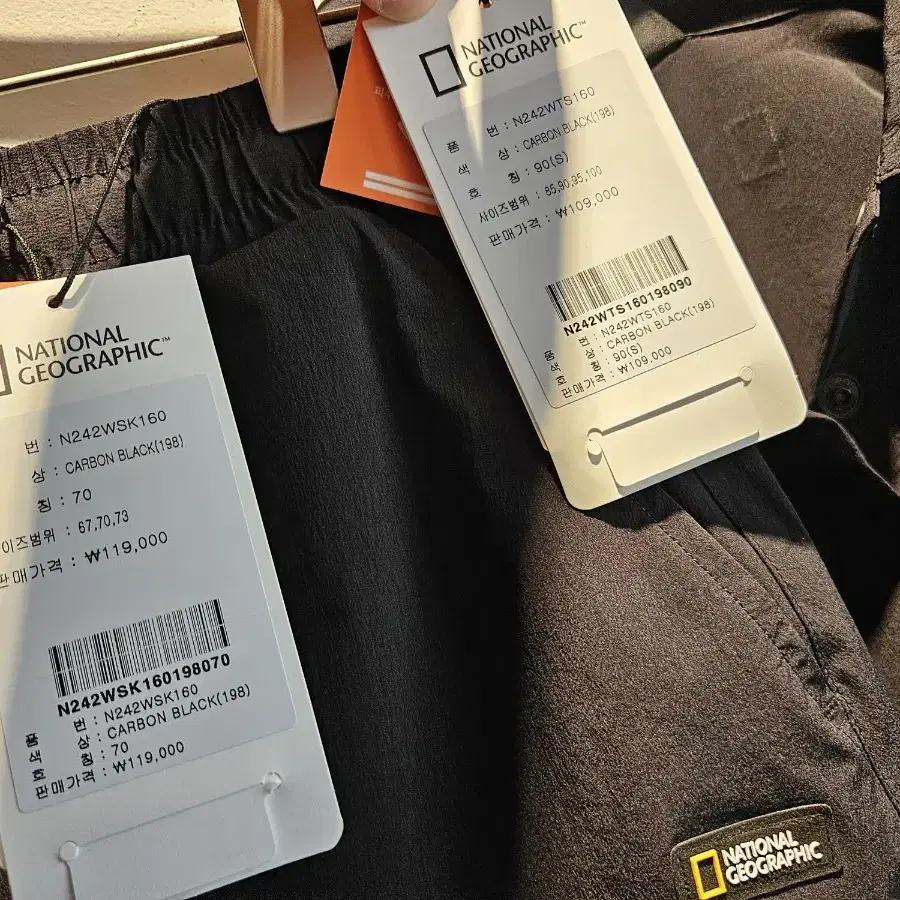 NATIONAL
GEOGRAPHIC™
품 번 : N242WTS160
색 상 : CARBON BLACK(198)
호 칭 : 90(S)
사이즈범위 : 85,90,95,100
판매가격 : ₩109,000
N242WTS160198090
품 번 : N242WTS160
색 상 : CARBON BLACK(198)
호 칭 : 90(S)
판매가격 : ₩109,000
NATIONAL
GEOGRAPHIC™
번 : N242WSK160
상 : CARBON BLACK(198)
칭 : 70
이즈범위 : 67,70,73
판매가격 : ₩119,000
N242WSK160198070
품 번 : N242WSK160
색 상 : CARBON BLACK(198)
호 칭 : 70
판매가격 : ₩119,000
NATIONAL
GEOGRAPHIC